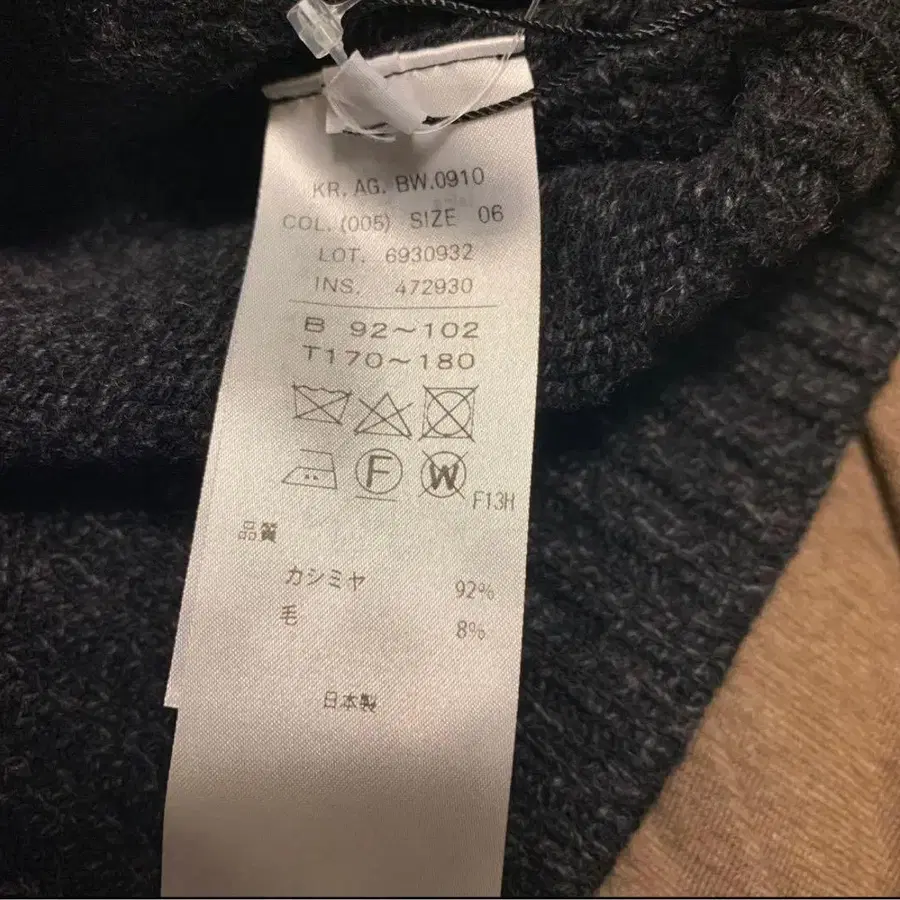 KR. AG. BW.0910
COL. (005) SIZE 06
LOT. 6930932
INS. 472930
B 92～102
T170～180
F W F13H
品質
カシミヤ 92%
毛 8%
日本製